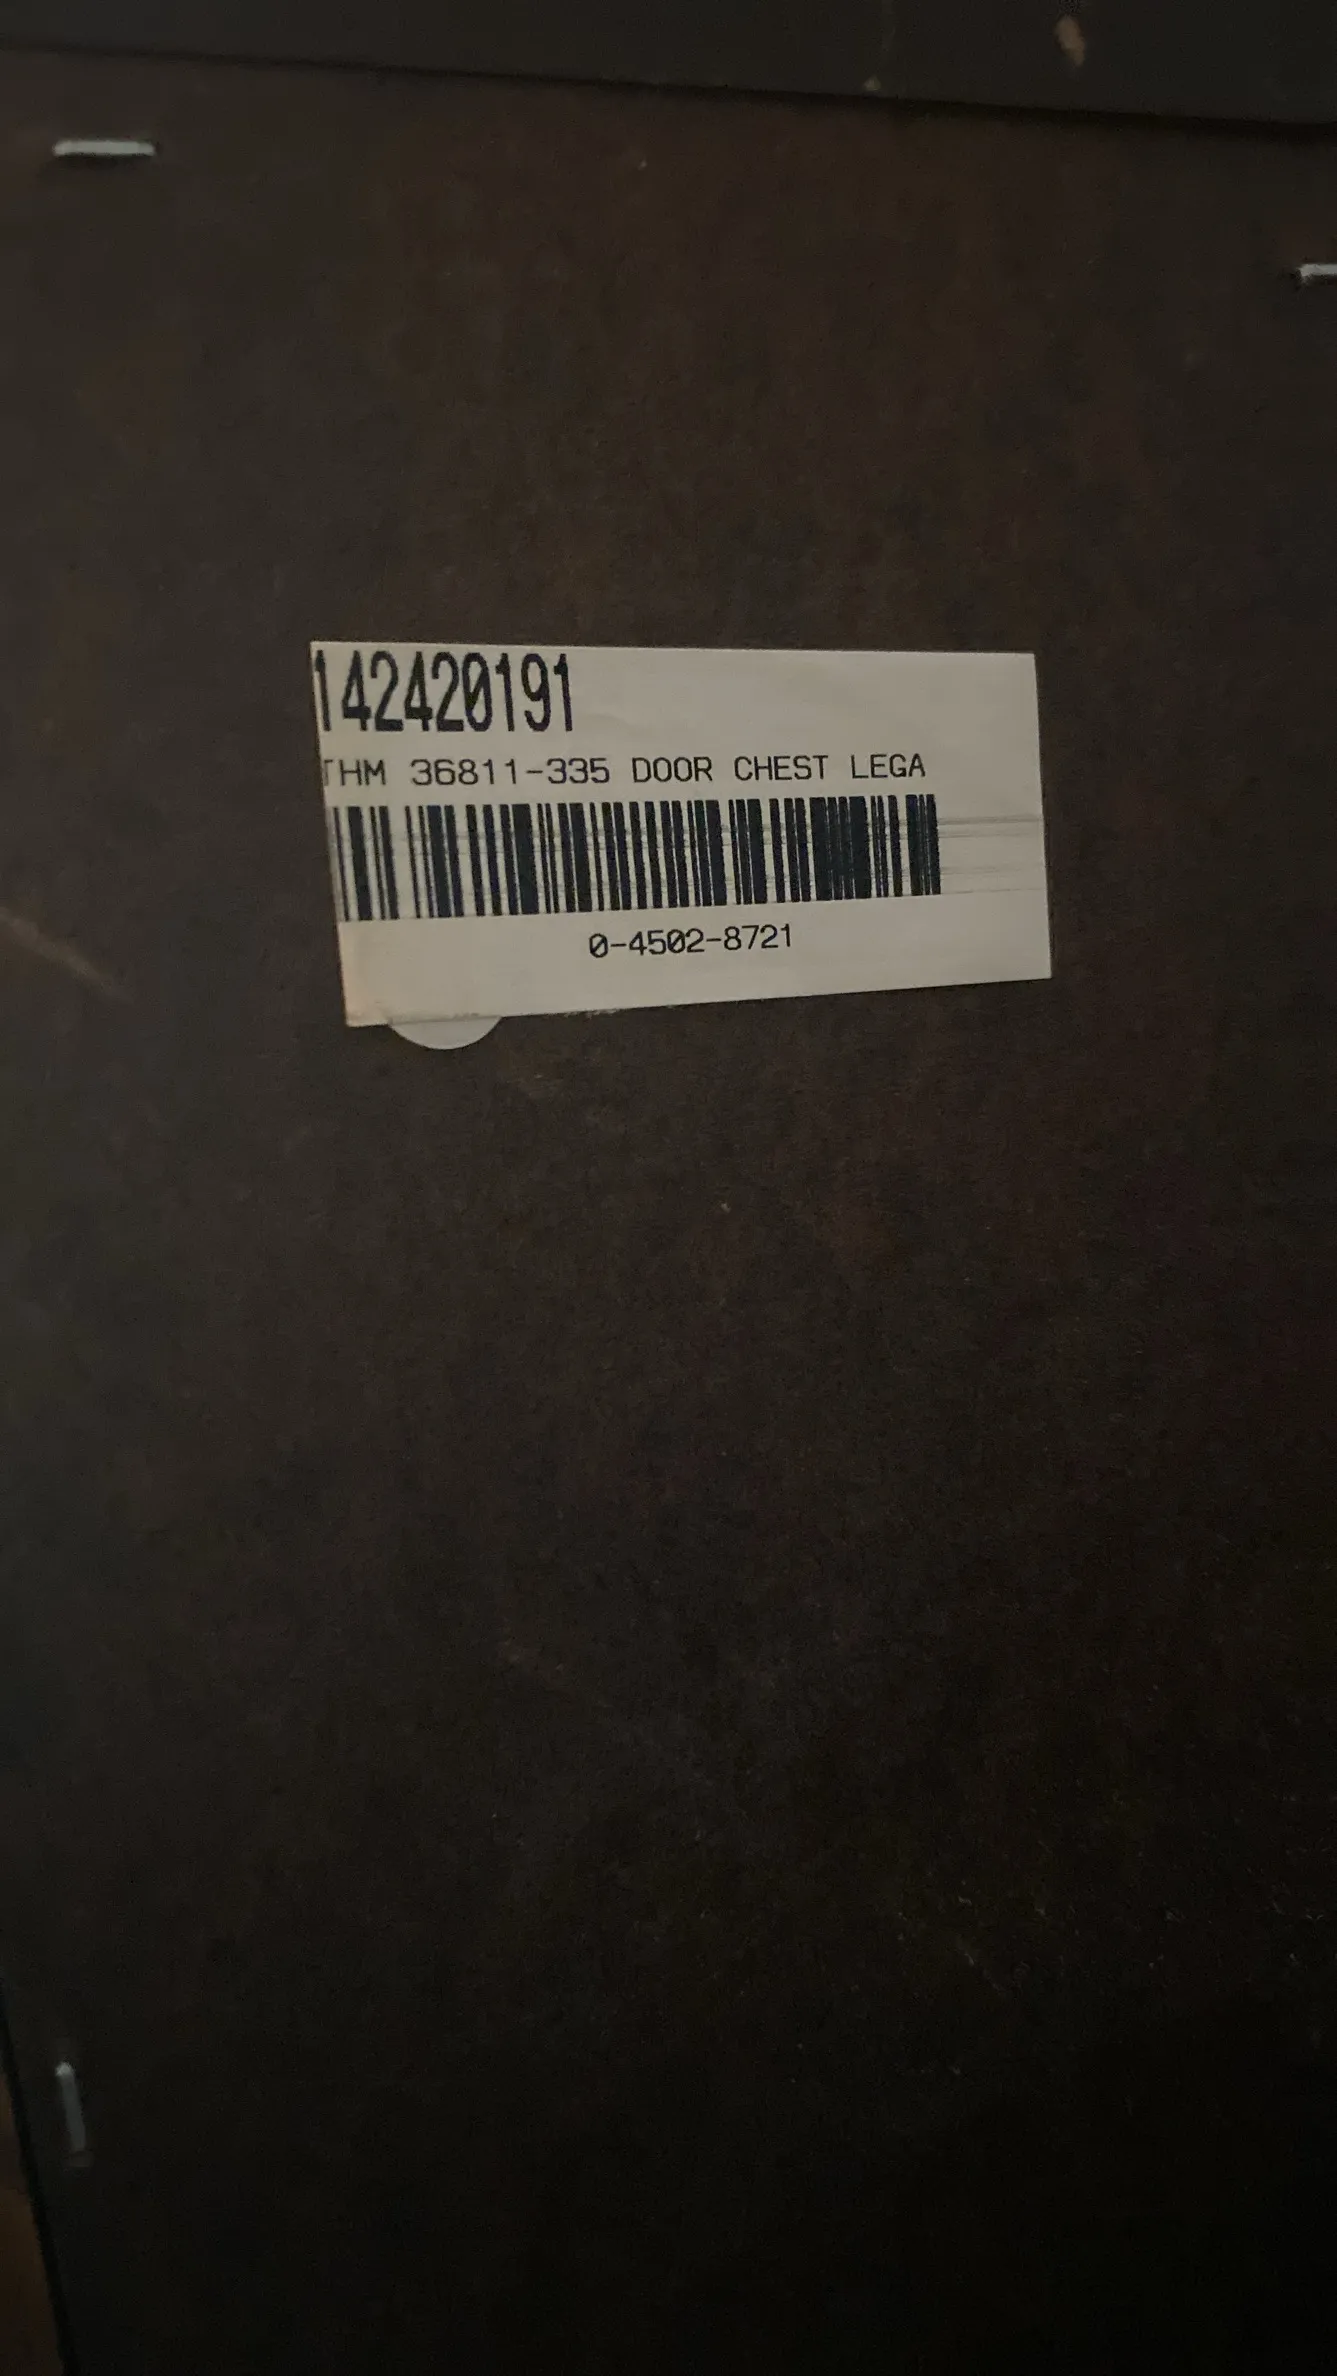 142420191
THM 36811-335 DOOR CHEST LEGA
0-4502-8721